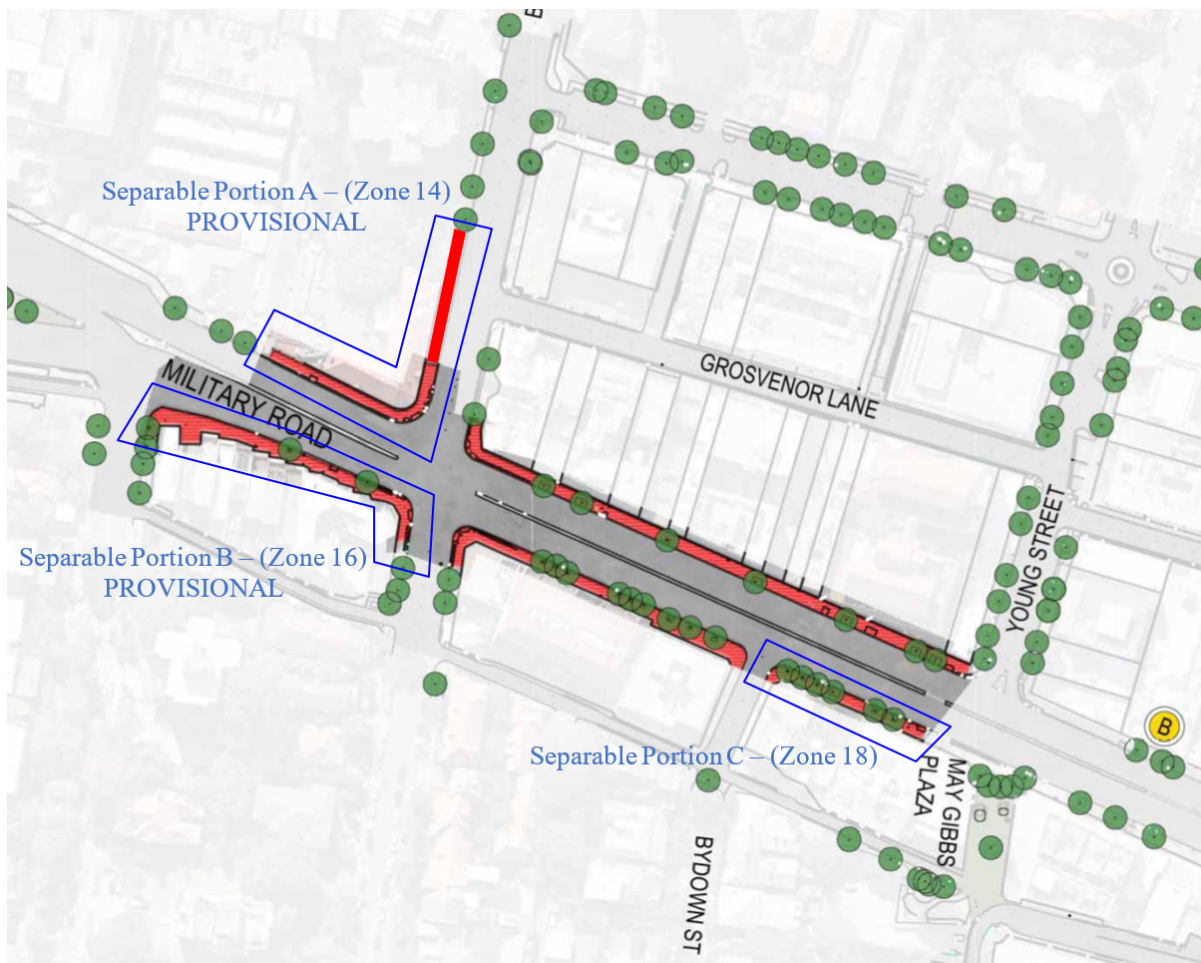 Separable Portion A – (Zone 14)
PROVISIONAL
MILITARY ROAD
GROSVENOR LANE
Separable Portion B – (Zone 16)
PROVISIONAL
YOUNG STREET
Separable Portion C – (Zone 18)
B
MAY GIBBS
PLAZA
BYDOWN ST